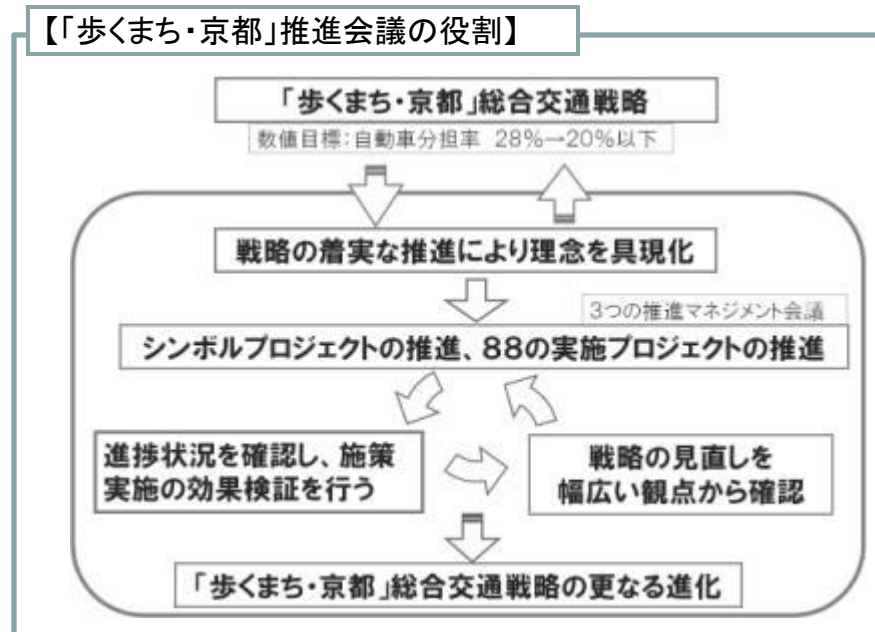 【「歩くまち・京都」推進会議の役割】
「歩くまち・京都」総合交通戦略
数値目標：自動車分担率 28%→20%以下
戦略の着実な推進により理念を具現化
3つの推進マネジメント会議
シンボルプロジェクトの推進、88の実施プロジェクトの推進
進捗状況を確認し、施策
実施の効果検証を行う
戦略の見直しを
幅広い観点から確認
「歩くまち・京都」総合交通戦略の更なる進化